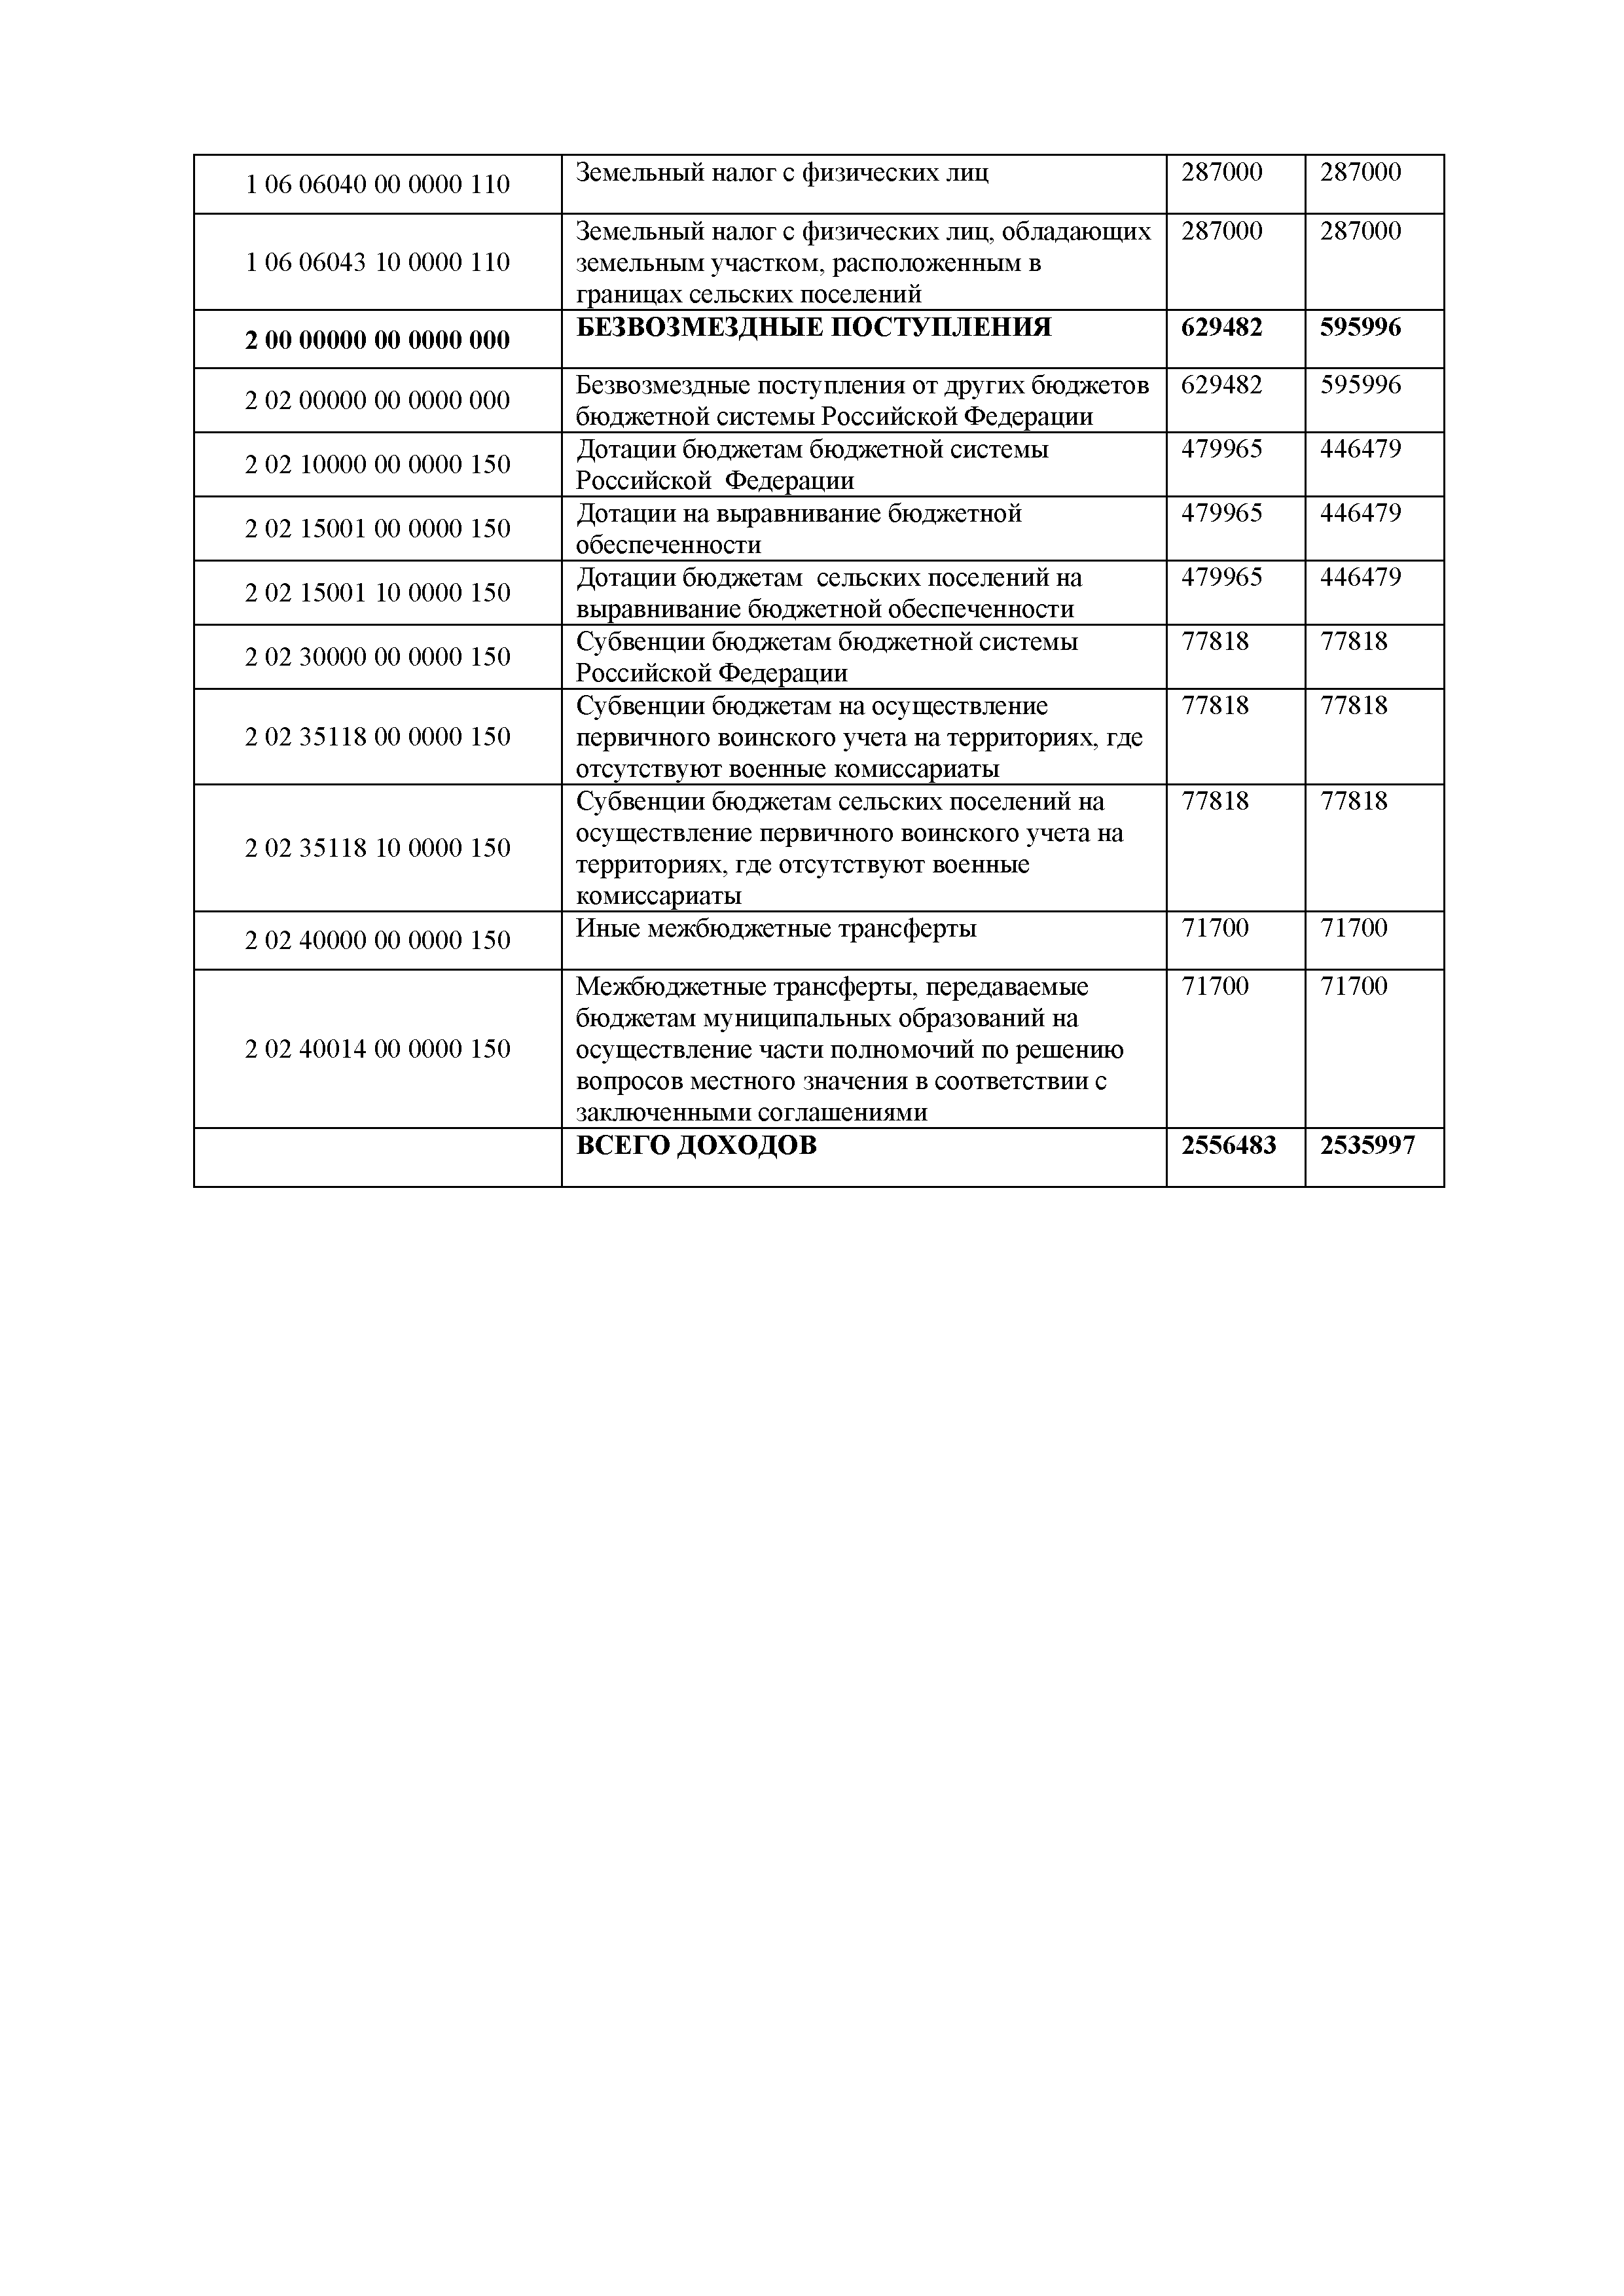 1 06 06040 00 0000 110 Земельный налог с физических лиц 287000 287000
1 06 06043 10 0000 110 Земельный налог с физических лиц, обладающих 287000 287000
земельным участком, расположенным в
границах сельских поселений
2 00 00000 00 0000 000 БЕЗВОЗМЕЗДНЫЕ ПОСТУПЛЕНИЯ 629482 595996
2 02 00000 00 0000 000 Безвозмездные поступления от других бюджетов 629482 595996
бюджетной системы Российской Федерации
2 02 10000 00 0000 150 Дотации бюджетам бюджетной системы 479965 446479
Российской  Федерации
2 02 15001 00 0000 150 Дотации на выравнивание бюджетной 479965 446479
обеспеченности
2 02 15001 10 0000 150 Дотации бюджетам  сельских поселений на 479965 446479
выравнивание бюджетной обеспеченности
2 02 30000 00 0000 150 Субвенции бюджетам бюджетной системы 77818 77818
Российской Федерации
2 02 35118 00 0000 150 Субвенции бюджетам на осуществление 77818 77818
первичного воинского учета на территориях, где
отсутствуют военные комиссариаты
2 02 35118 10 0000 150 Субвенции бюджетам сельских поселений на 77818 77818
осуществление первичного воинского учета на
территориях, где отсутствуют военные
комиссариаты
2 02 40000 00 0000 150 Иные межбюджетные трансферты 71700 71700
2 02 40014 00 0000 150 Межбюджетные трансферты, передаваемые 71700 71700
бюджетам муниципальных образований на
осуществление части полномочий по решению
вопросов местного значения в соответствии с
заключенными соглашениями
ВСЕГО ДОХОДОВ 2556483 2535997